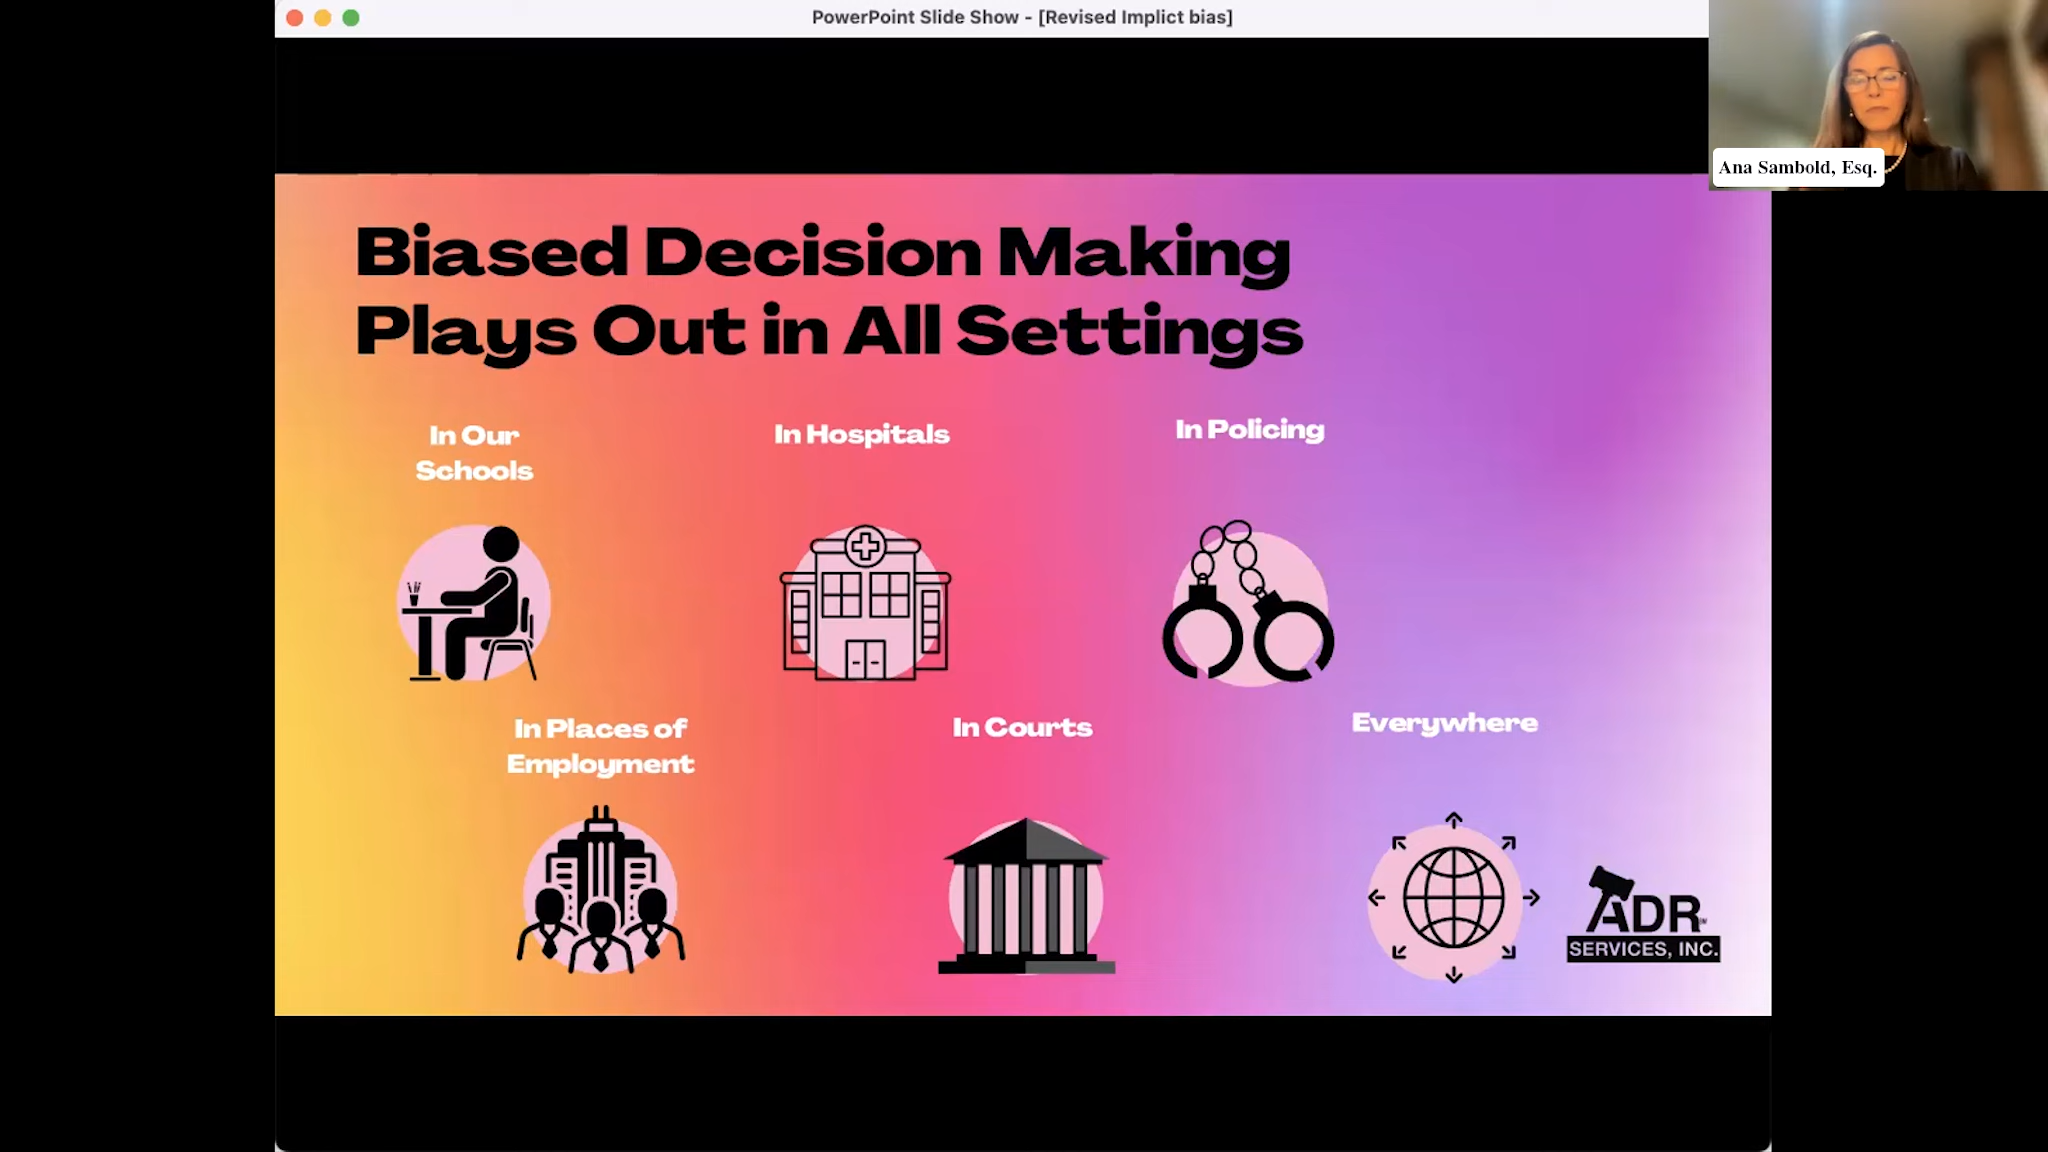 PowerPoint Slide Show - [Revised Implict bias]
Ana Sambold, Esq.
Biased Decision Making
Plays Out in All Settings
In Our
Schools
In Hospitals
In Policing
In Places of
Employment
In Courts
Everywhere
ADR
SERVICES, INC.